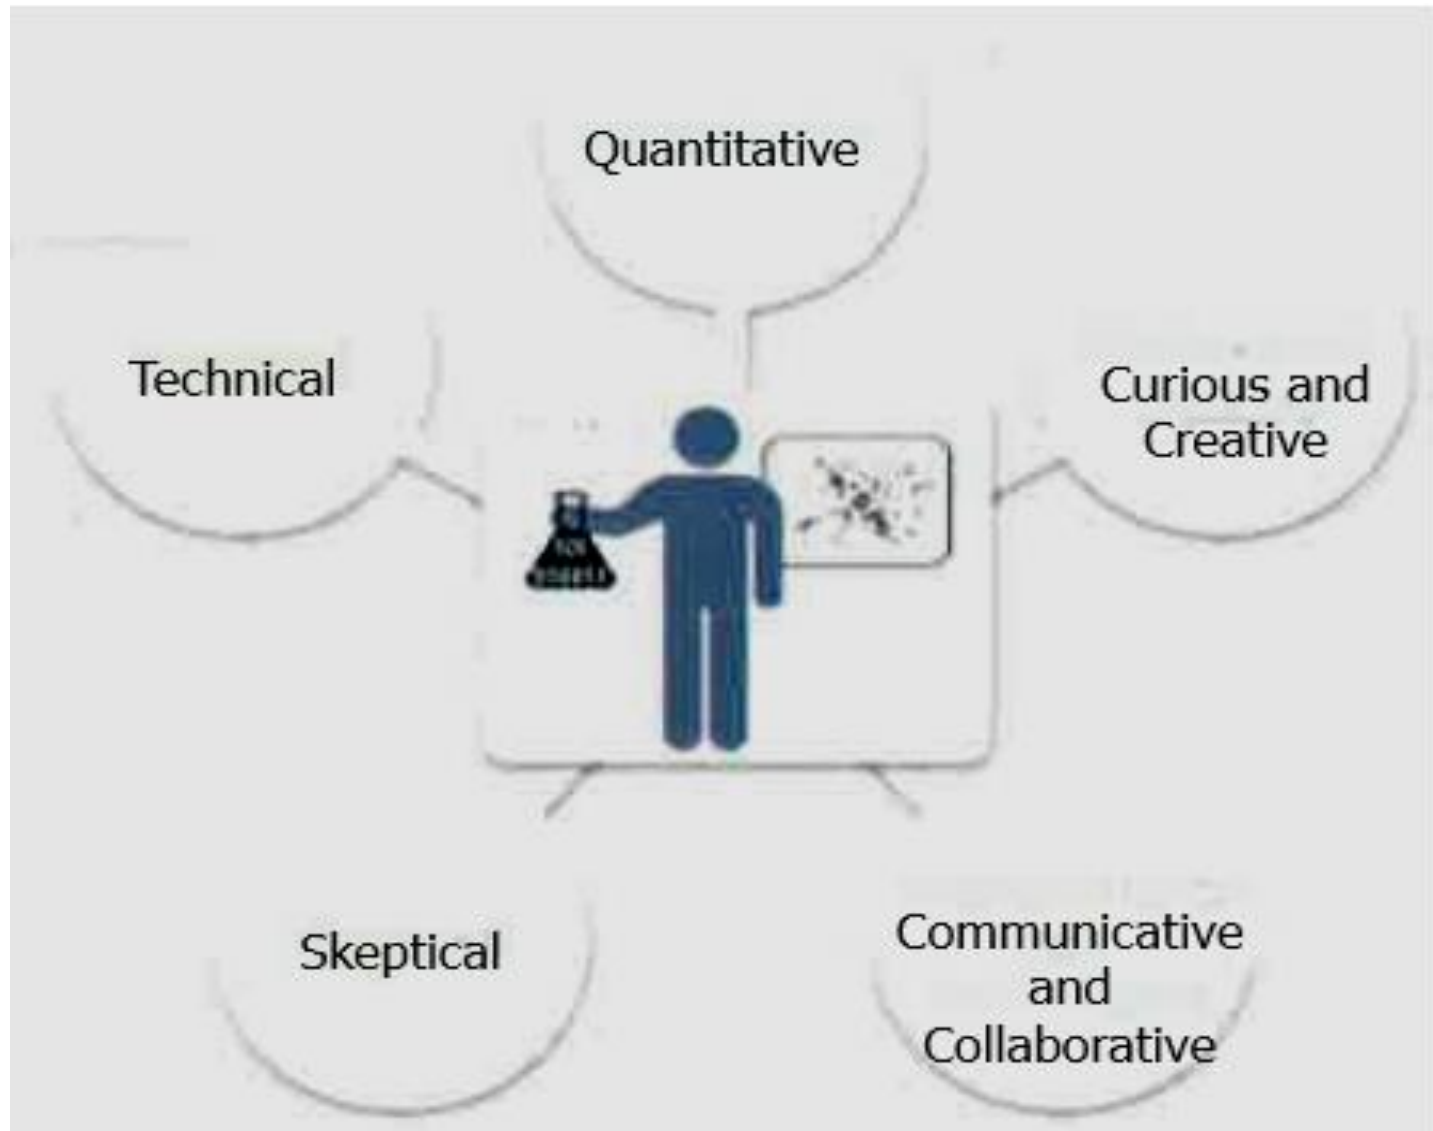 Quantitative
Technical
Curious and
Creative
Skeptical
Communicative
and
Collaborative